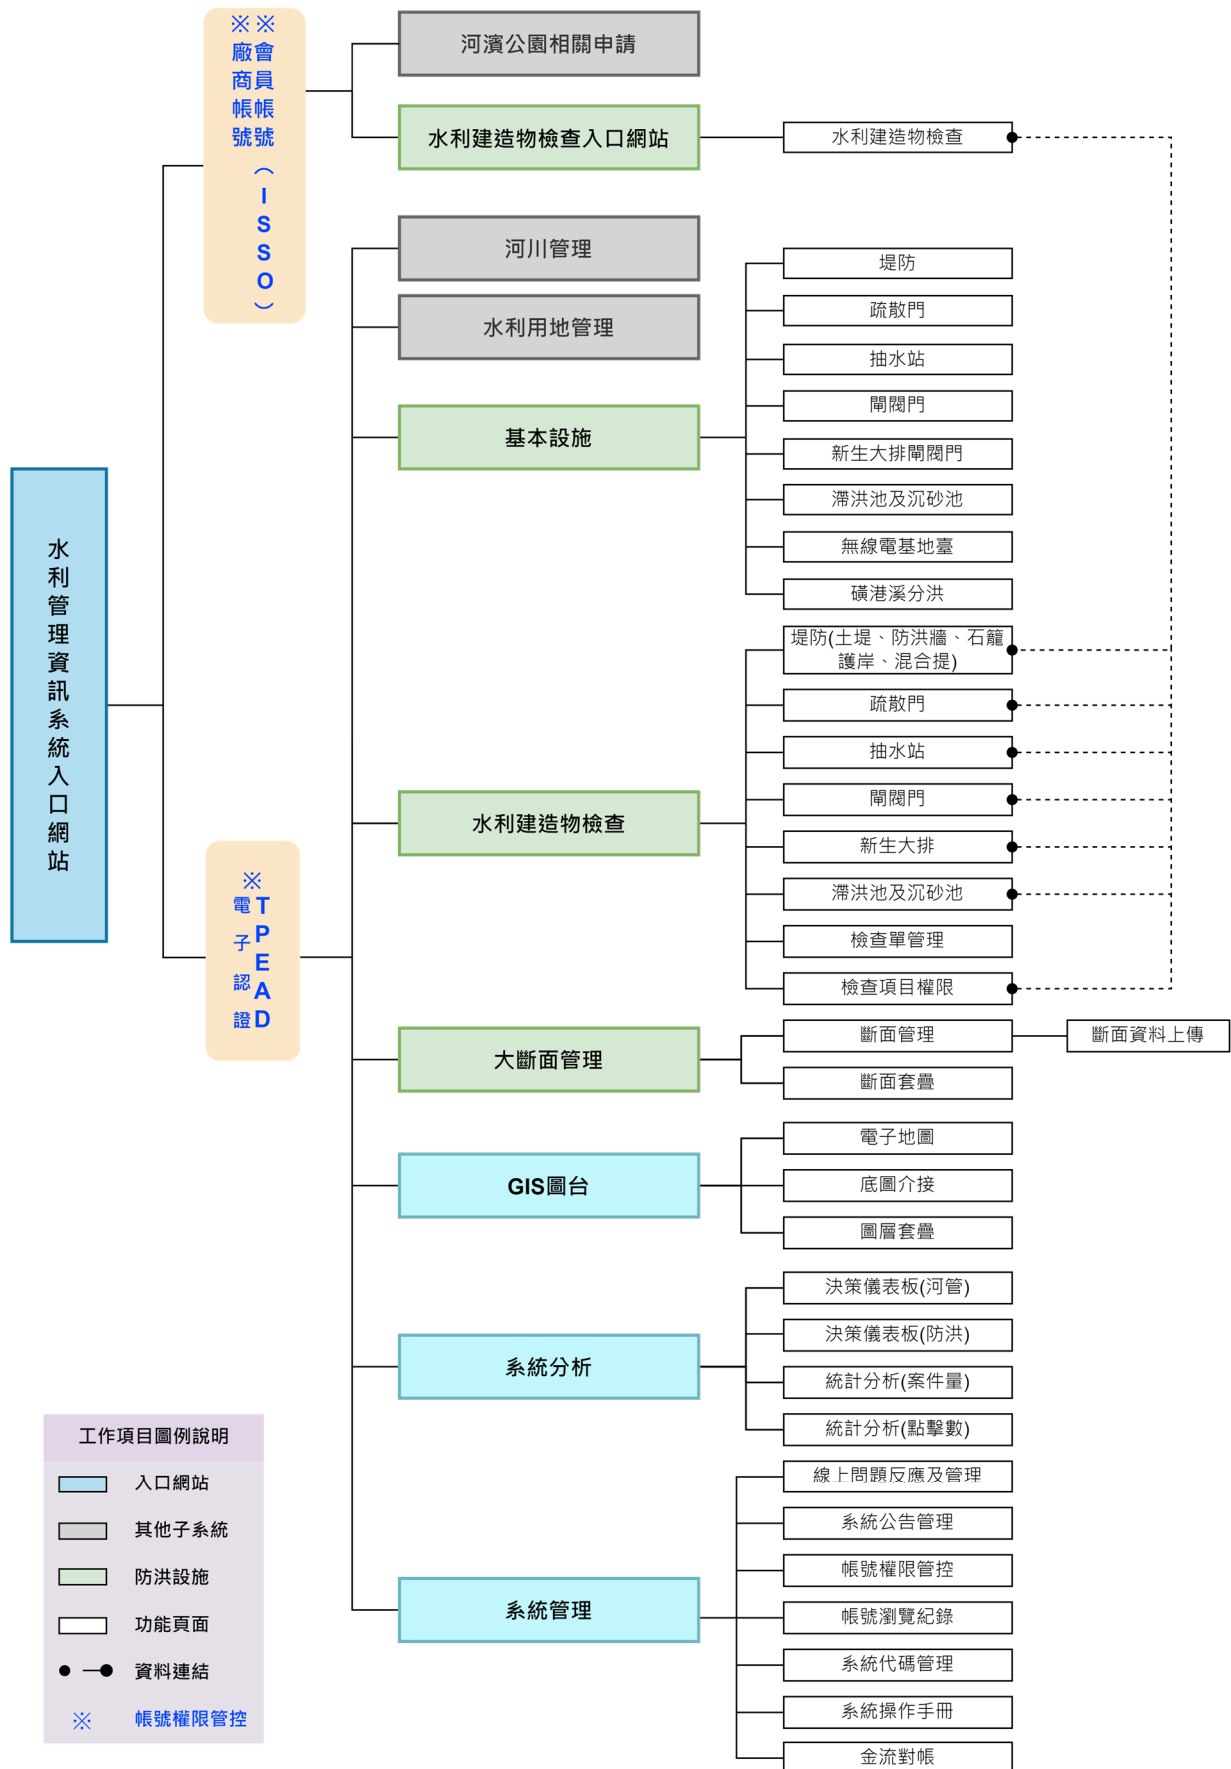 水利管理資訊系統入口網站
※會員帳號（ISSO）
※廠商帳號
※
TPEAD
電子認證
河濱公園相關申請
水利建造物檢查入口網站
水利建造物檢查
河川管理
水利用地管理
基本設施
堤防
疏散門
抽水站
閘閥門
新生大排閘閥門
滯洪池及沉砂池
無線電基地臺
磺港溪分洪
水利建造物檢查
堤防(土堤、防洪牆、石籠
護岸、混合提)
疏散門
抽水站
閘閥門
新生大排
滯洪池及沉砂池
檢查單管理
檢查項目權限
大斷面管理
斷面管理
斷面資料上傳
斷面套疊
GIS圖台
電子地圖
底圖介接
圖層套疊
系統分析
決策儀表板(河管)
決策儀表板(防洪)
統計分析(案件量)
統計分析(點擊數)
系統管理
線上問題反應及管理
系統公告管理
帳號權限管控
帳號瀏覽紀錄
系統代碼管理
系統操作手冊
金流對帳
工作項目圖例說明
入口網站
其他子系統
防洪設施
功能頁面
資料連結
※ 帳號權限管控